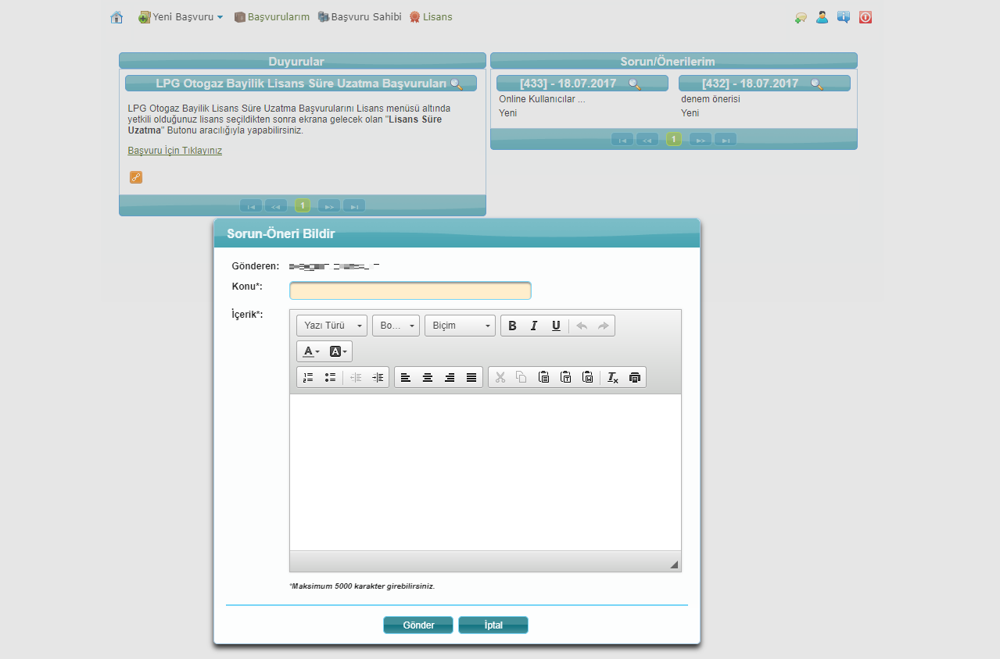 Yeni Başvuru Başvurularım Başvuru Sahibi Lisans
Duyurular
LPG Otogaz Bayilik Lisans Süre Uzatma Başvuruları
LPG Otogaz Bayilik Lisans Süre Uzatma Başvurularını Lisans menüsü altında
yetkili olduğunuz lisans seçildikten sonra ekrana gelecek olan "Lisans Süre
Uzatma" Butonu aracılığıyla yapabilirsiniz.
Başvuru İçin Tıklayınız
1
Sorun/Önerilerim
[433] - 18.07.2017
Online Kullanıcılar ...
Yeni
[432] - 18.07.2017
denem önerisi
Yeni
1
Sorun-Öneri Bildir
Gönderen:
Konu*:
İçerik*:
Yazı Türü Bo... Biçim B I U
A A
*Maksimum 5000 karakter girebilirsiniz.
Gönder İptal